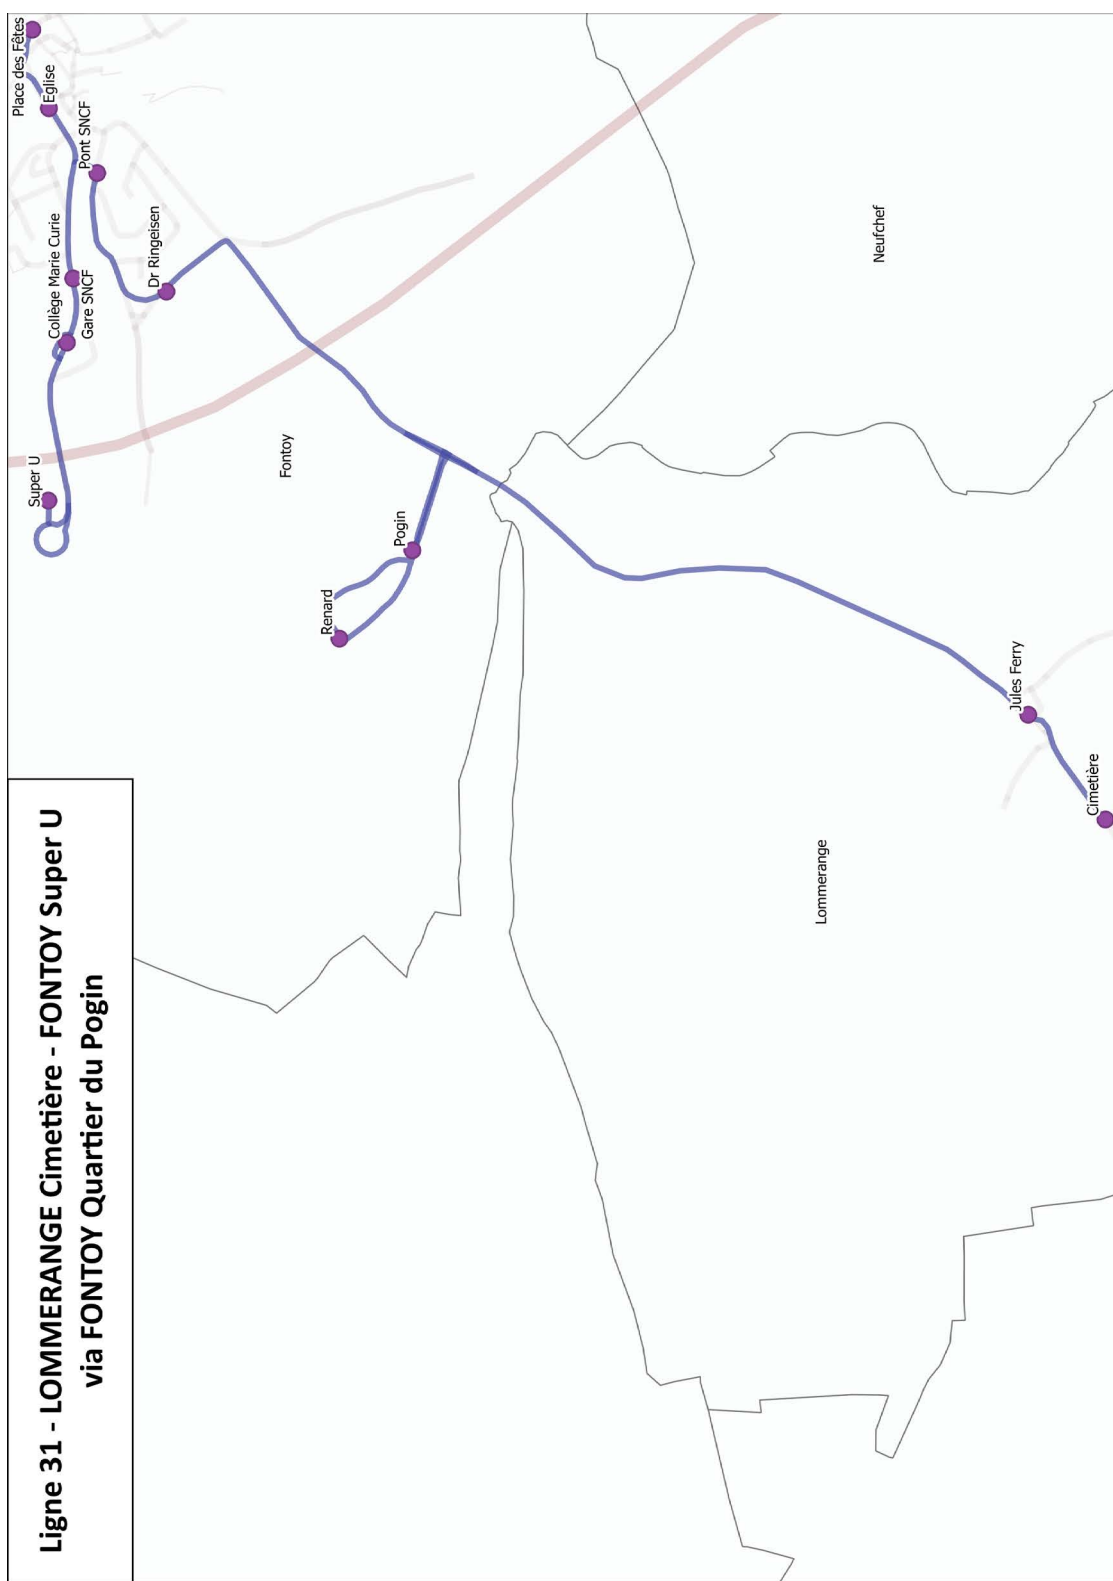 Ligne 31 - LOMMERANGE Cimetière - FONTOY Super U
via FONTOY Quartier du Pogin
Place des Fêtes
Eglise
Pont SNCF
Collège Marie Curie
Gare SNCF
Dr Ringeisen
Super U
Fontoy
Pogin
Renard
Neufchef
Lommerange
Jules Ferry
Cimetière